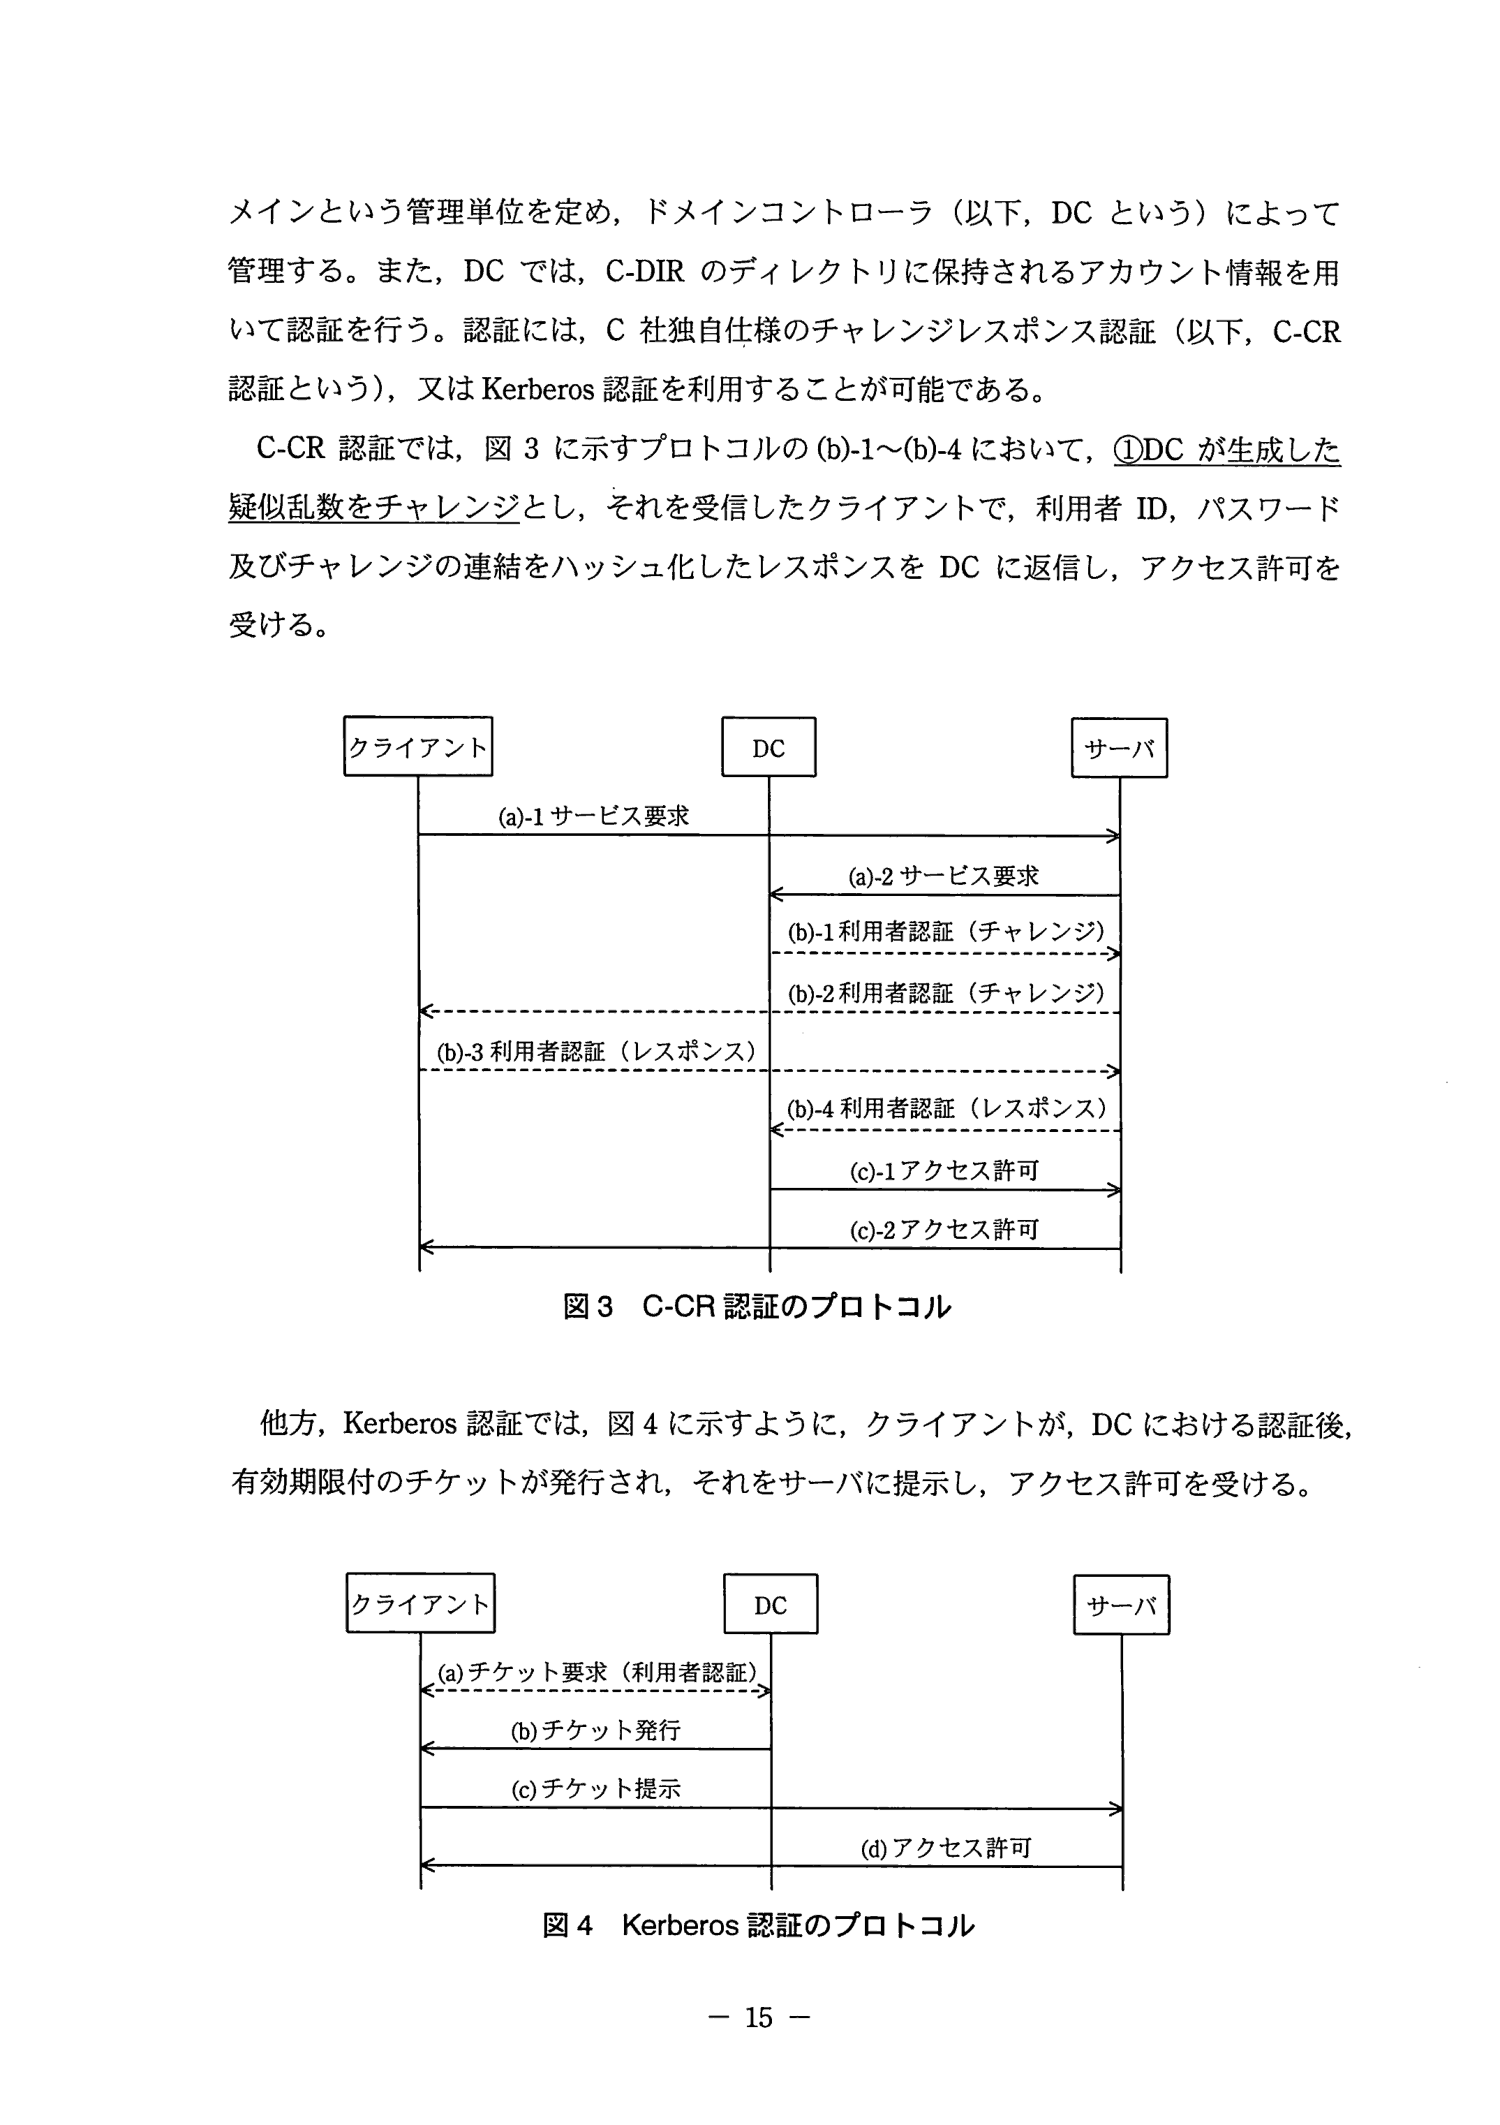 メインという管理単位を定め，ドメインコントローラ（以下，DC という）によって
管理する。また，DC では，C-DIR のディレクトリに保持されるアカウント情報を用
いて認証を行う。認証には，C 社独自仕様のチャレンジレスポンス認証（以下，C-CR
認証という），又は Kerberos 認証を利用することが可能である。
C-CR 認証では，図 3 に示すプロトコルの (b)-1～(b)-4 において，①DC が生成した
疑似乱数をチャレンジとし，それを受信したクライアントで，利用者 ID，パスワード
及びチャレンジの連結をハッシュ化したレスポンスを DC に返信し，アクセス許可を
受ける。
クライアント DC サーバ
(a)-1 サービス要求
(a)-2 サービス要求
(b)-1 利用者認証（チャレンジ）
(b)-2 利用者認証（チャレンジ）
(b)-3 利用者認証（レスポンス）
(b)-4 利用者認証（レスポンス）
(c)-1 アクセス許可
(c)-2 アクセス許可
図 3 C-CR 認証のプロトコル
他方，Kerberos 認証では，図 4 に示すように，クライアントが，DC における認証後，
有効期限付のチケットが発行され，それをサーバに提示し，アクセス許可を受ける。
クライアント DC サーバ
(a) チケット要求（利用者認証）
(b) チケット発行
(c) チケット提示
(d) アクセス許可
図 4 Kerberos 認証のプロトコル
－ 15 －